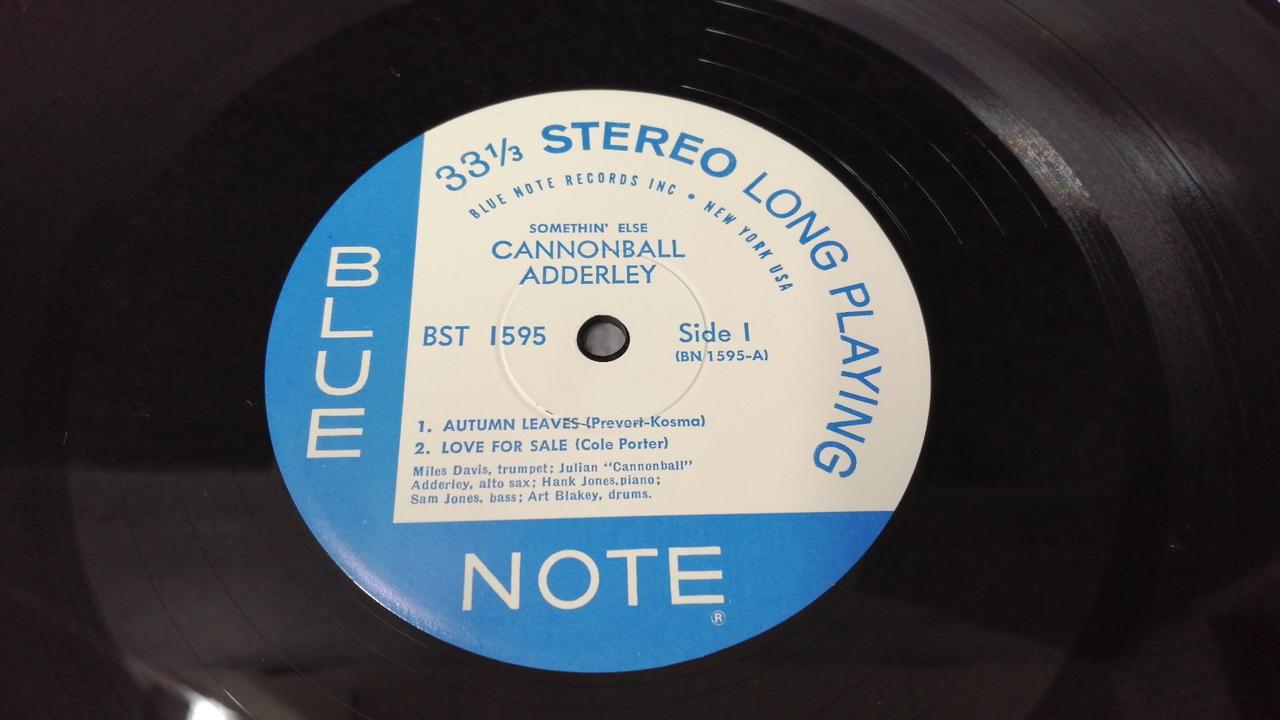 33⅓ STEREO LONG PLAYING
BLUE NOTE RECORDS INC • NEW YORK USA
SOMETHIN' ELSE
CANNONBALL
ADDERLEY
BST 1595
Side 1
(BN 1595-A)
1. AUTUMN LEAVES (Prevert-Kosma)
2. LOVE FOR SALE (Cole Porter)
Miles Davis, trumpet; Julian "Cannonball"
Adderley, alto sax; Hank Jones,piano;
Sam Jones, bass; Art Blakey, drums.
BLUE
NOTE
®